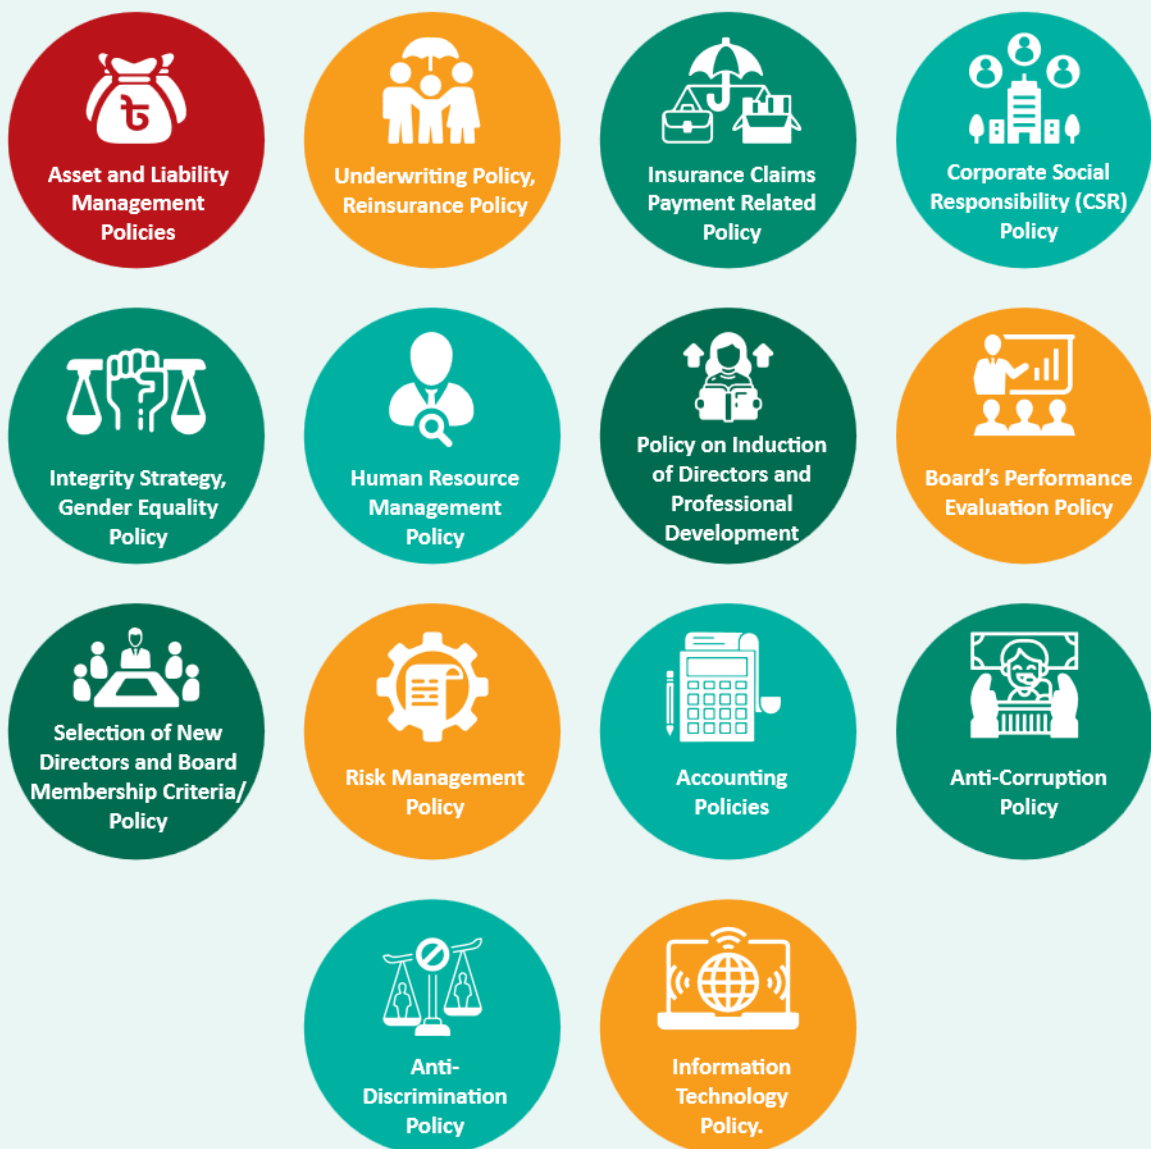 ৳
Asset and Liability
Management
Policies
Underwriting Policy,
Reinsurance Policy
Insurance Claims
Payment Related
Policy
Corporate Social
Responsibility (CSR)
Policy
Integrity Strategy,
Gender Equality
Policy
Human Resource
Management
Policy
Policy on Induction
of Directors and
Professional
Development
Board's Performance
Evaluation Policy
Selection of New
Directors and Board
Membership Criteria/
Policy
Risk Management
Policy
Accounting
Policies
Anti-Corruption
Policy
Anti-
Discrimination
Policy
Information
Technology
Policy.